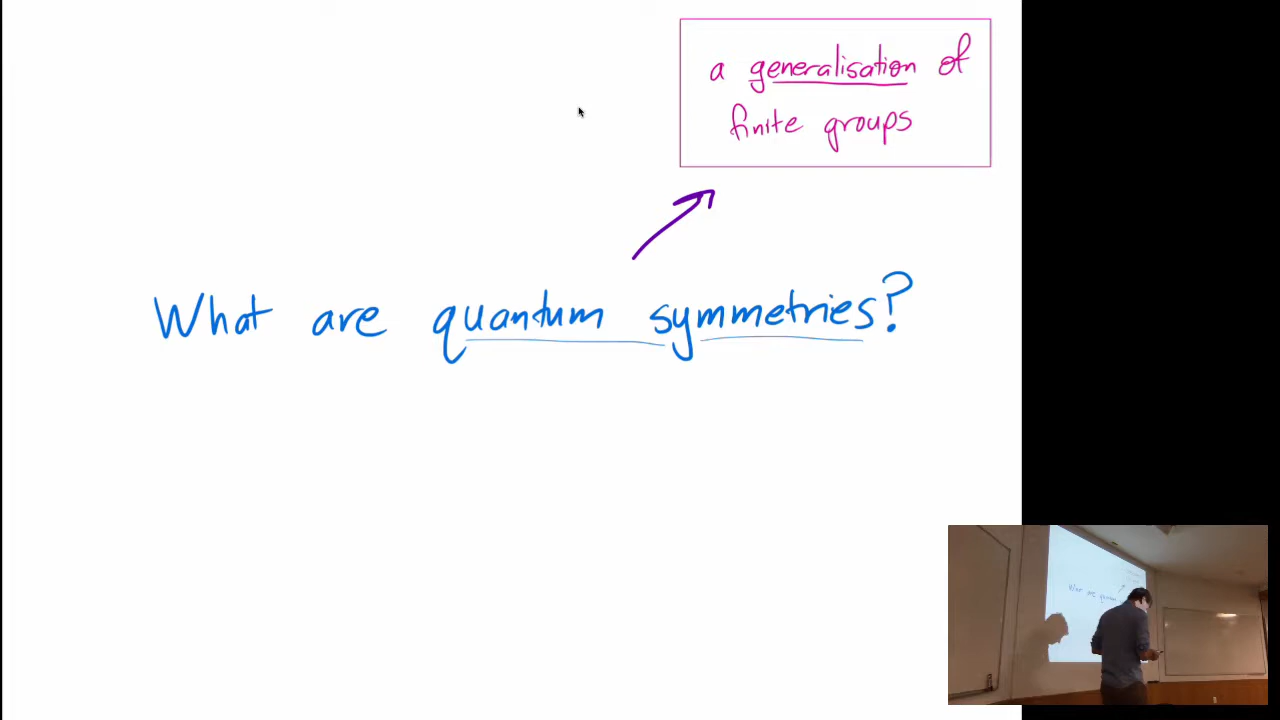 a generalisation of
finite groups
What are quantum symmetries?